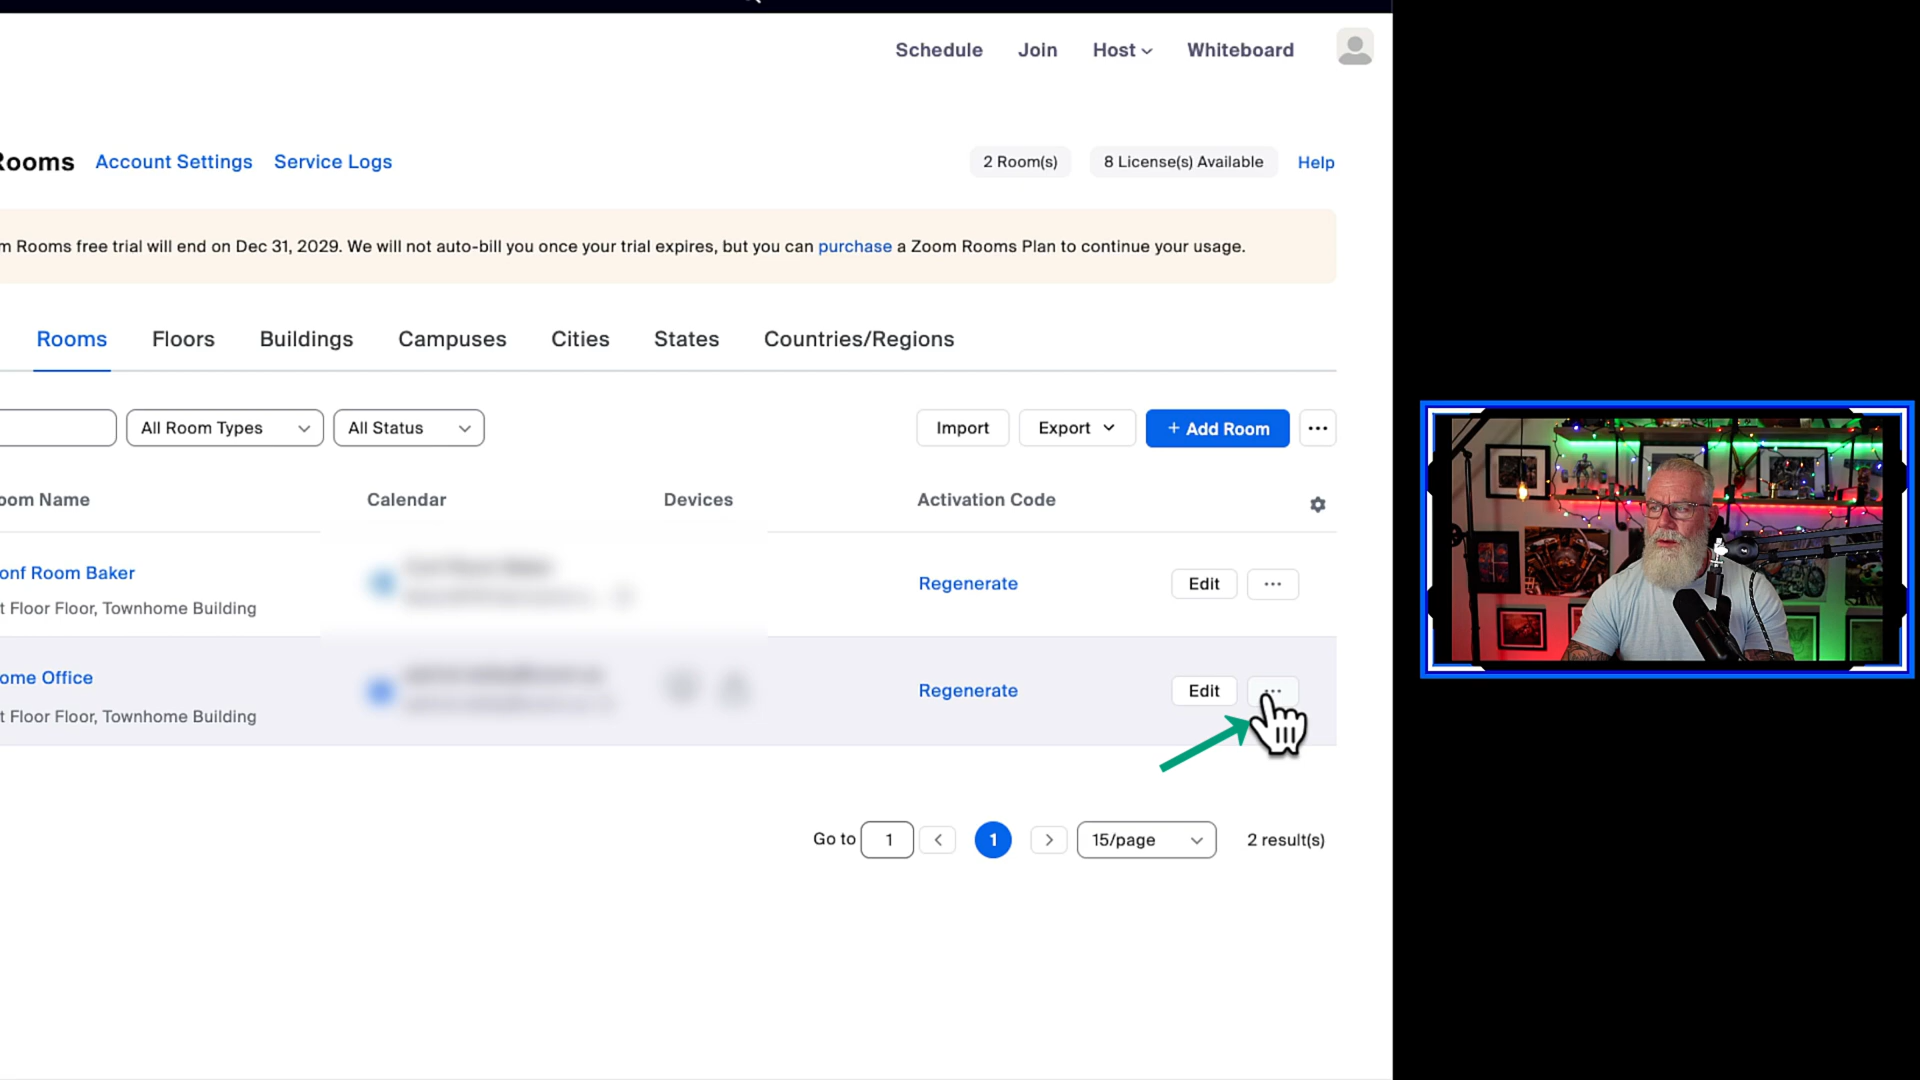 Schedule Join Host Whiteboard
Rooms Account Settings Service Logs 2 Room(s) 8 License(s) Available Help
m Rooms free trial will end on Dec 31, 2029. We will not auto-bill you once your trial expires, but you can purchase a Zoom Rooms Plan to continue your usage.
Rooms Floors Buildings Campuses Cities States Countries/Regions
All Room Types All Status Import Export + Add Room ...
oom Name Calendar Devices Activation Code
onf Room Baker Regenerate Edit ...
t Floor Floor, Townhome Building
ome Office Regenerate Edit ...
t Floor Floor, Townhome Building
Go to 1 < 1 > 15/page 2 result(s)